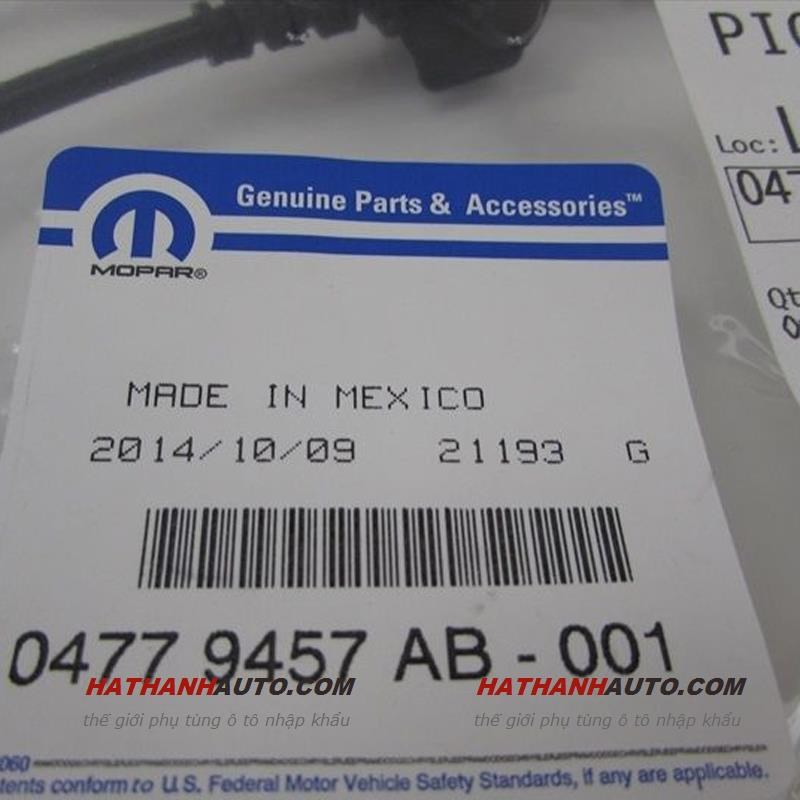 Genuine Parts & Accessories™
MOPAR®
MADE IN MEXICO
2014/10/09 21193 G
0477 9457 AB - 001
HATHANHAUTO.COM HATHANHAUTO.COM
thế giới phụ tùng ô tô nhập khẩu thế giới phụ tùng ô tô nhập khẩu
conform to U.S. Federal Motor Vehicle Safety Standards, if any are applicable.
Loc: